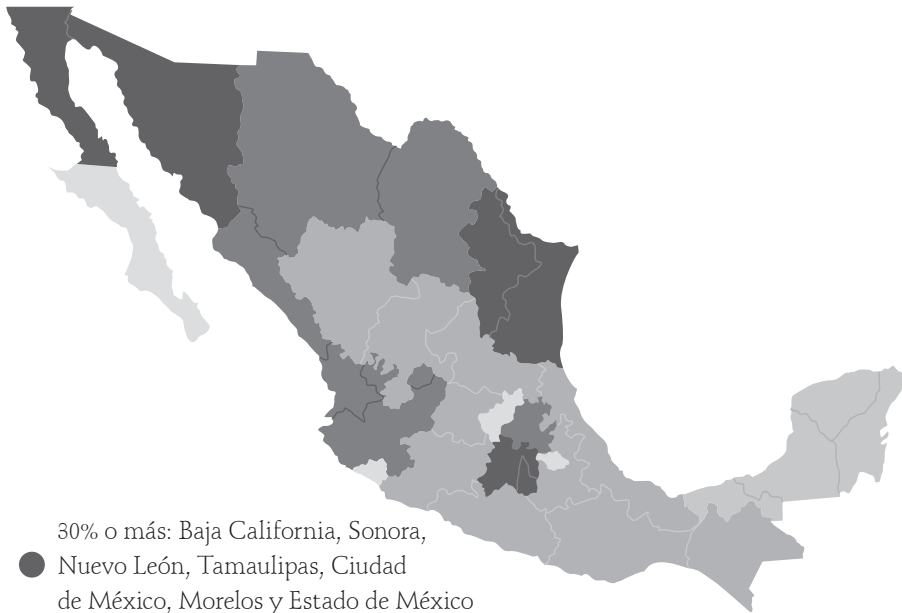 30% o más: Baja California, Sonora,
Nuevo León, Tamaulipas, Ciudad
de México, Morelos y Estado de México